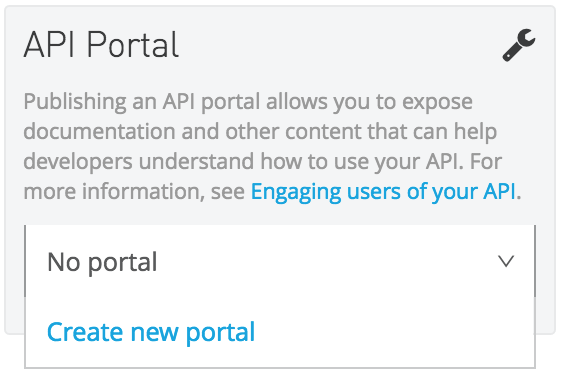 API Portal
Publishing an API portal allows you to expose
documentation and other content that can help
developers understand how to use your API. For
more information, see Engaging users of your API.
No portal
Create new portal